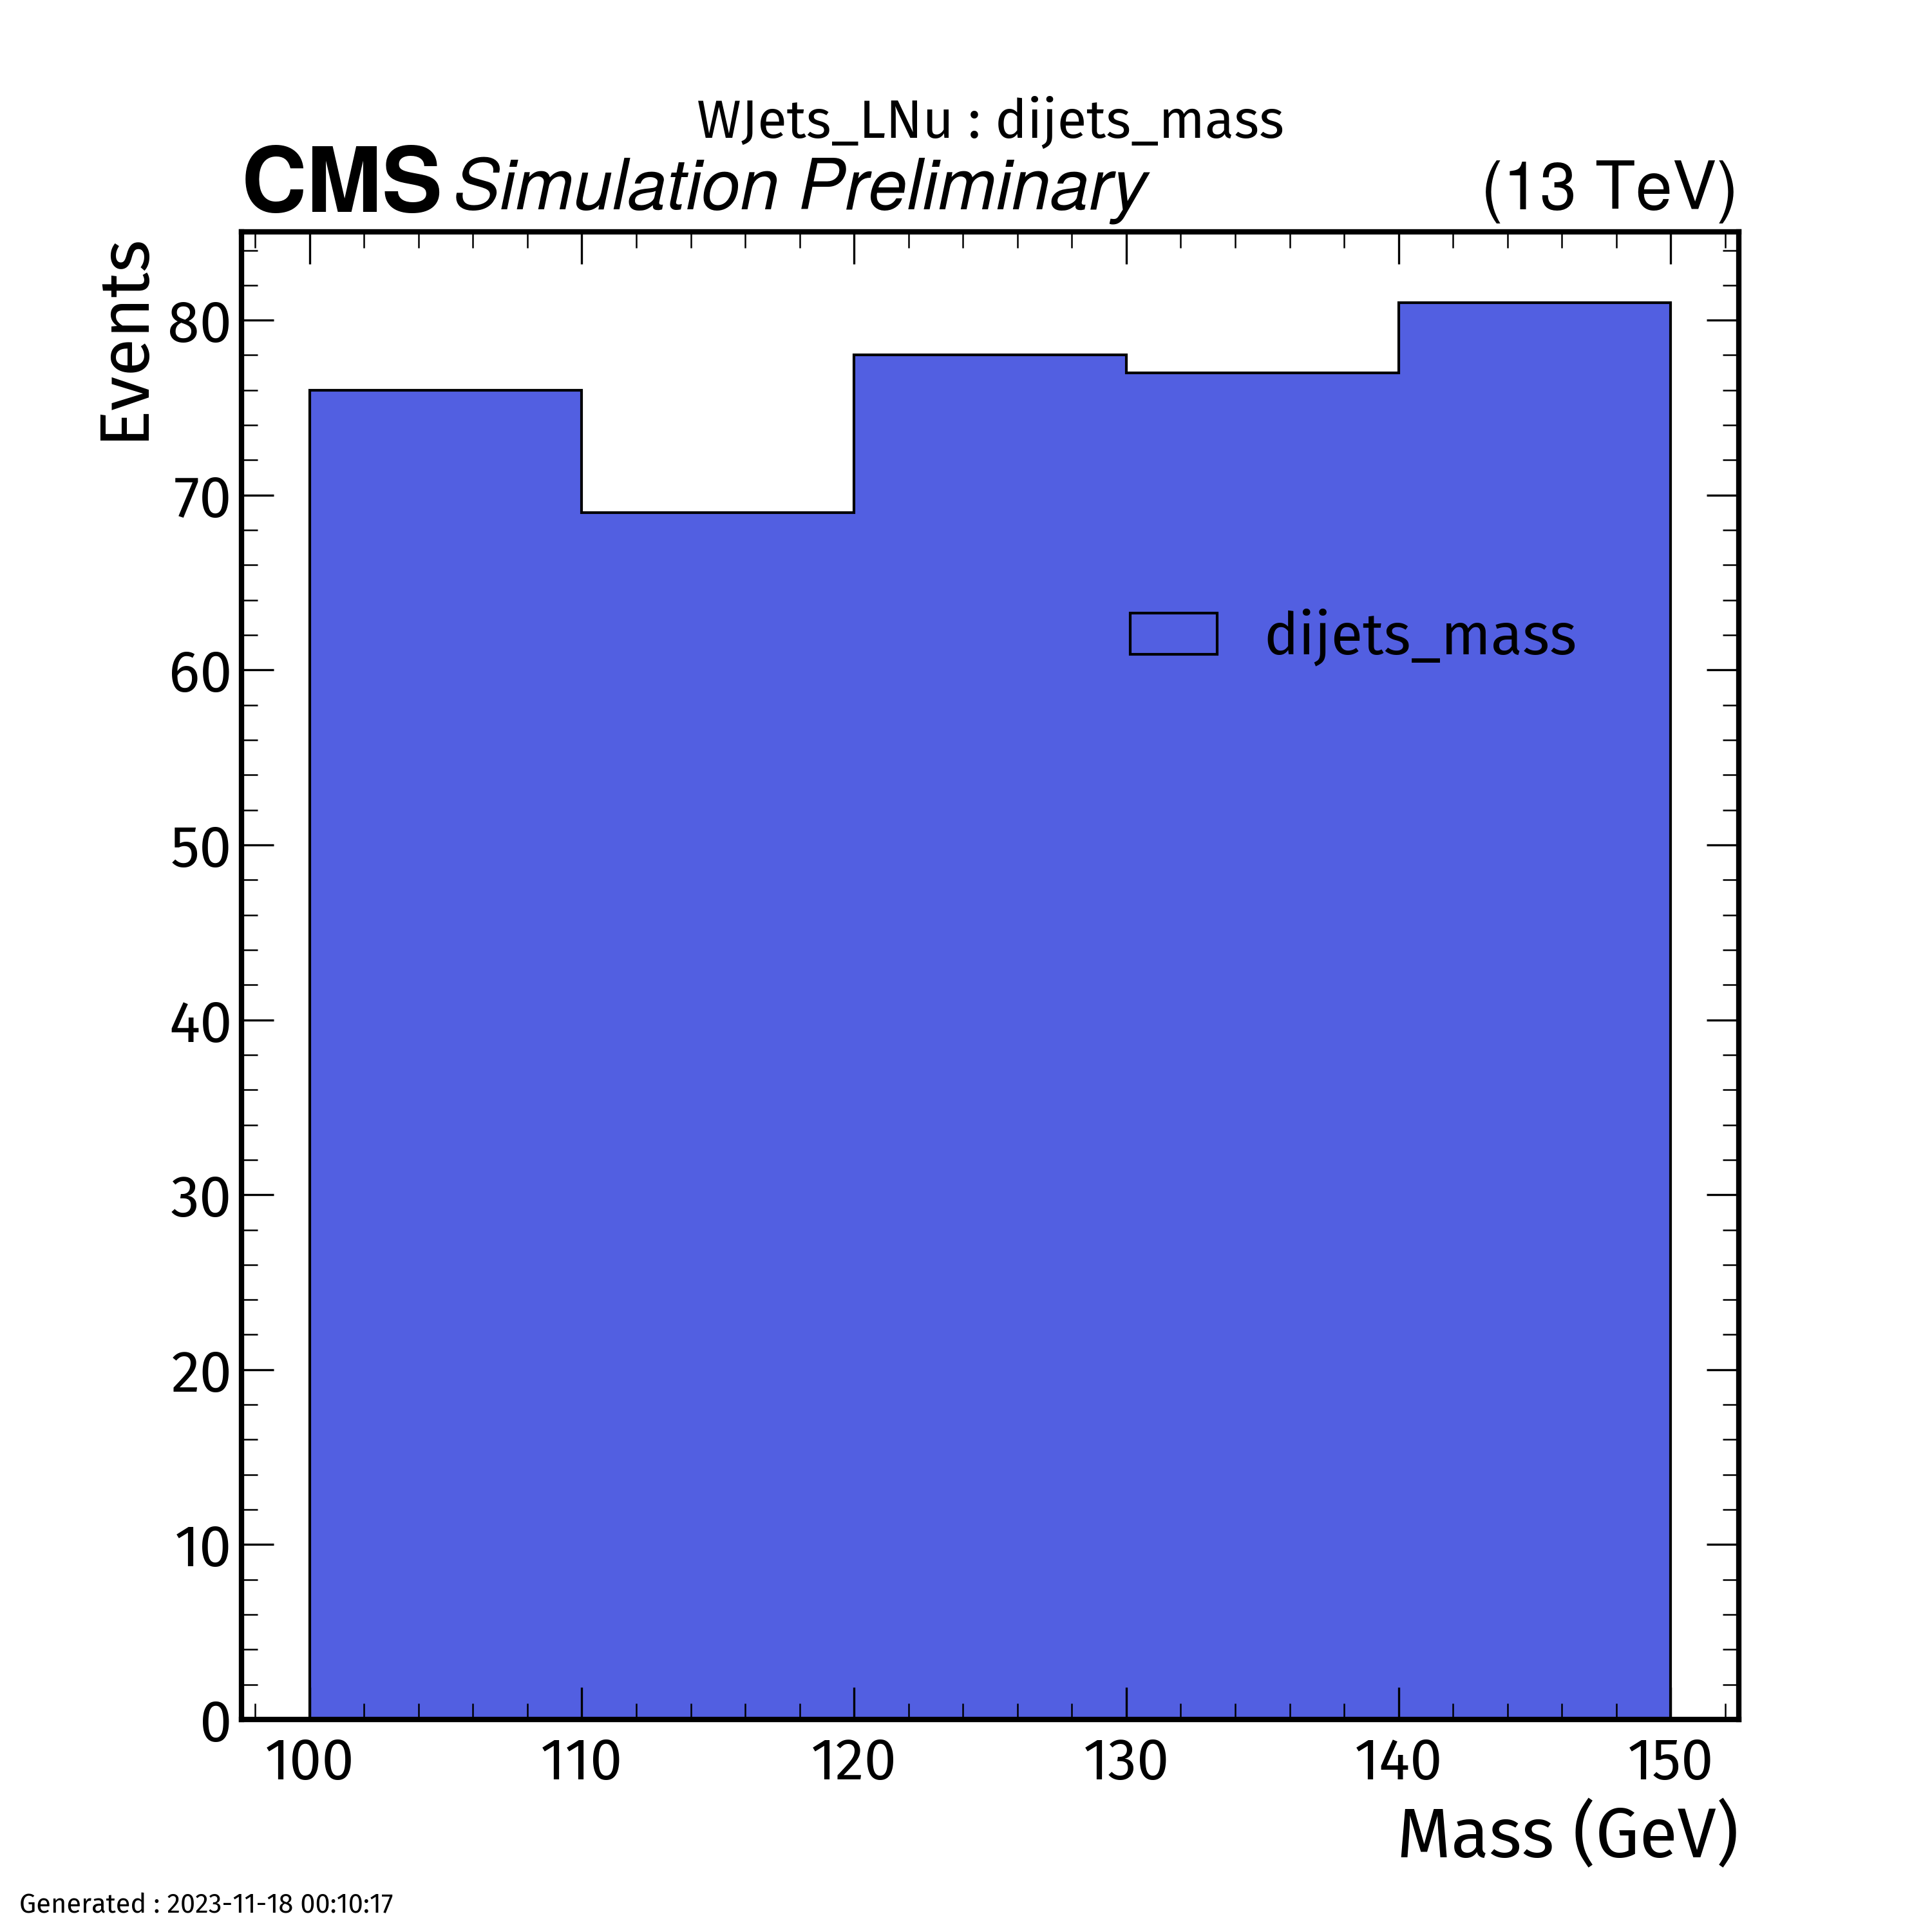 WJets_LNu : dijets_mass
CMS Simulation Preliminary (13 TeV)
Events
80
70
60
50
40
30
20
10
0
dijets_mass
100 110 120 130 140 150
Mass (GeV)
Generated : 2023-11-18 00:10:17